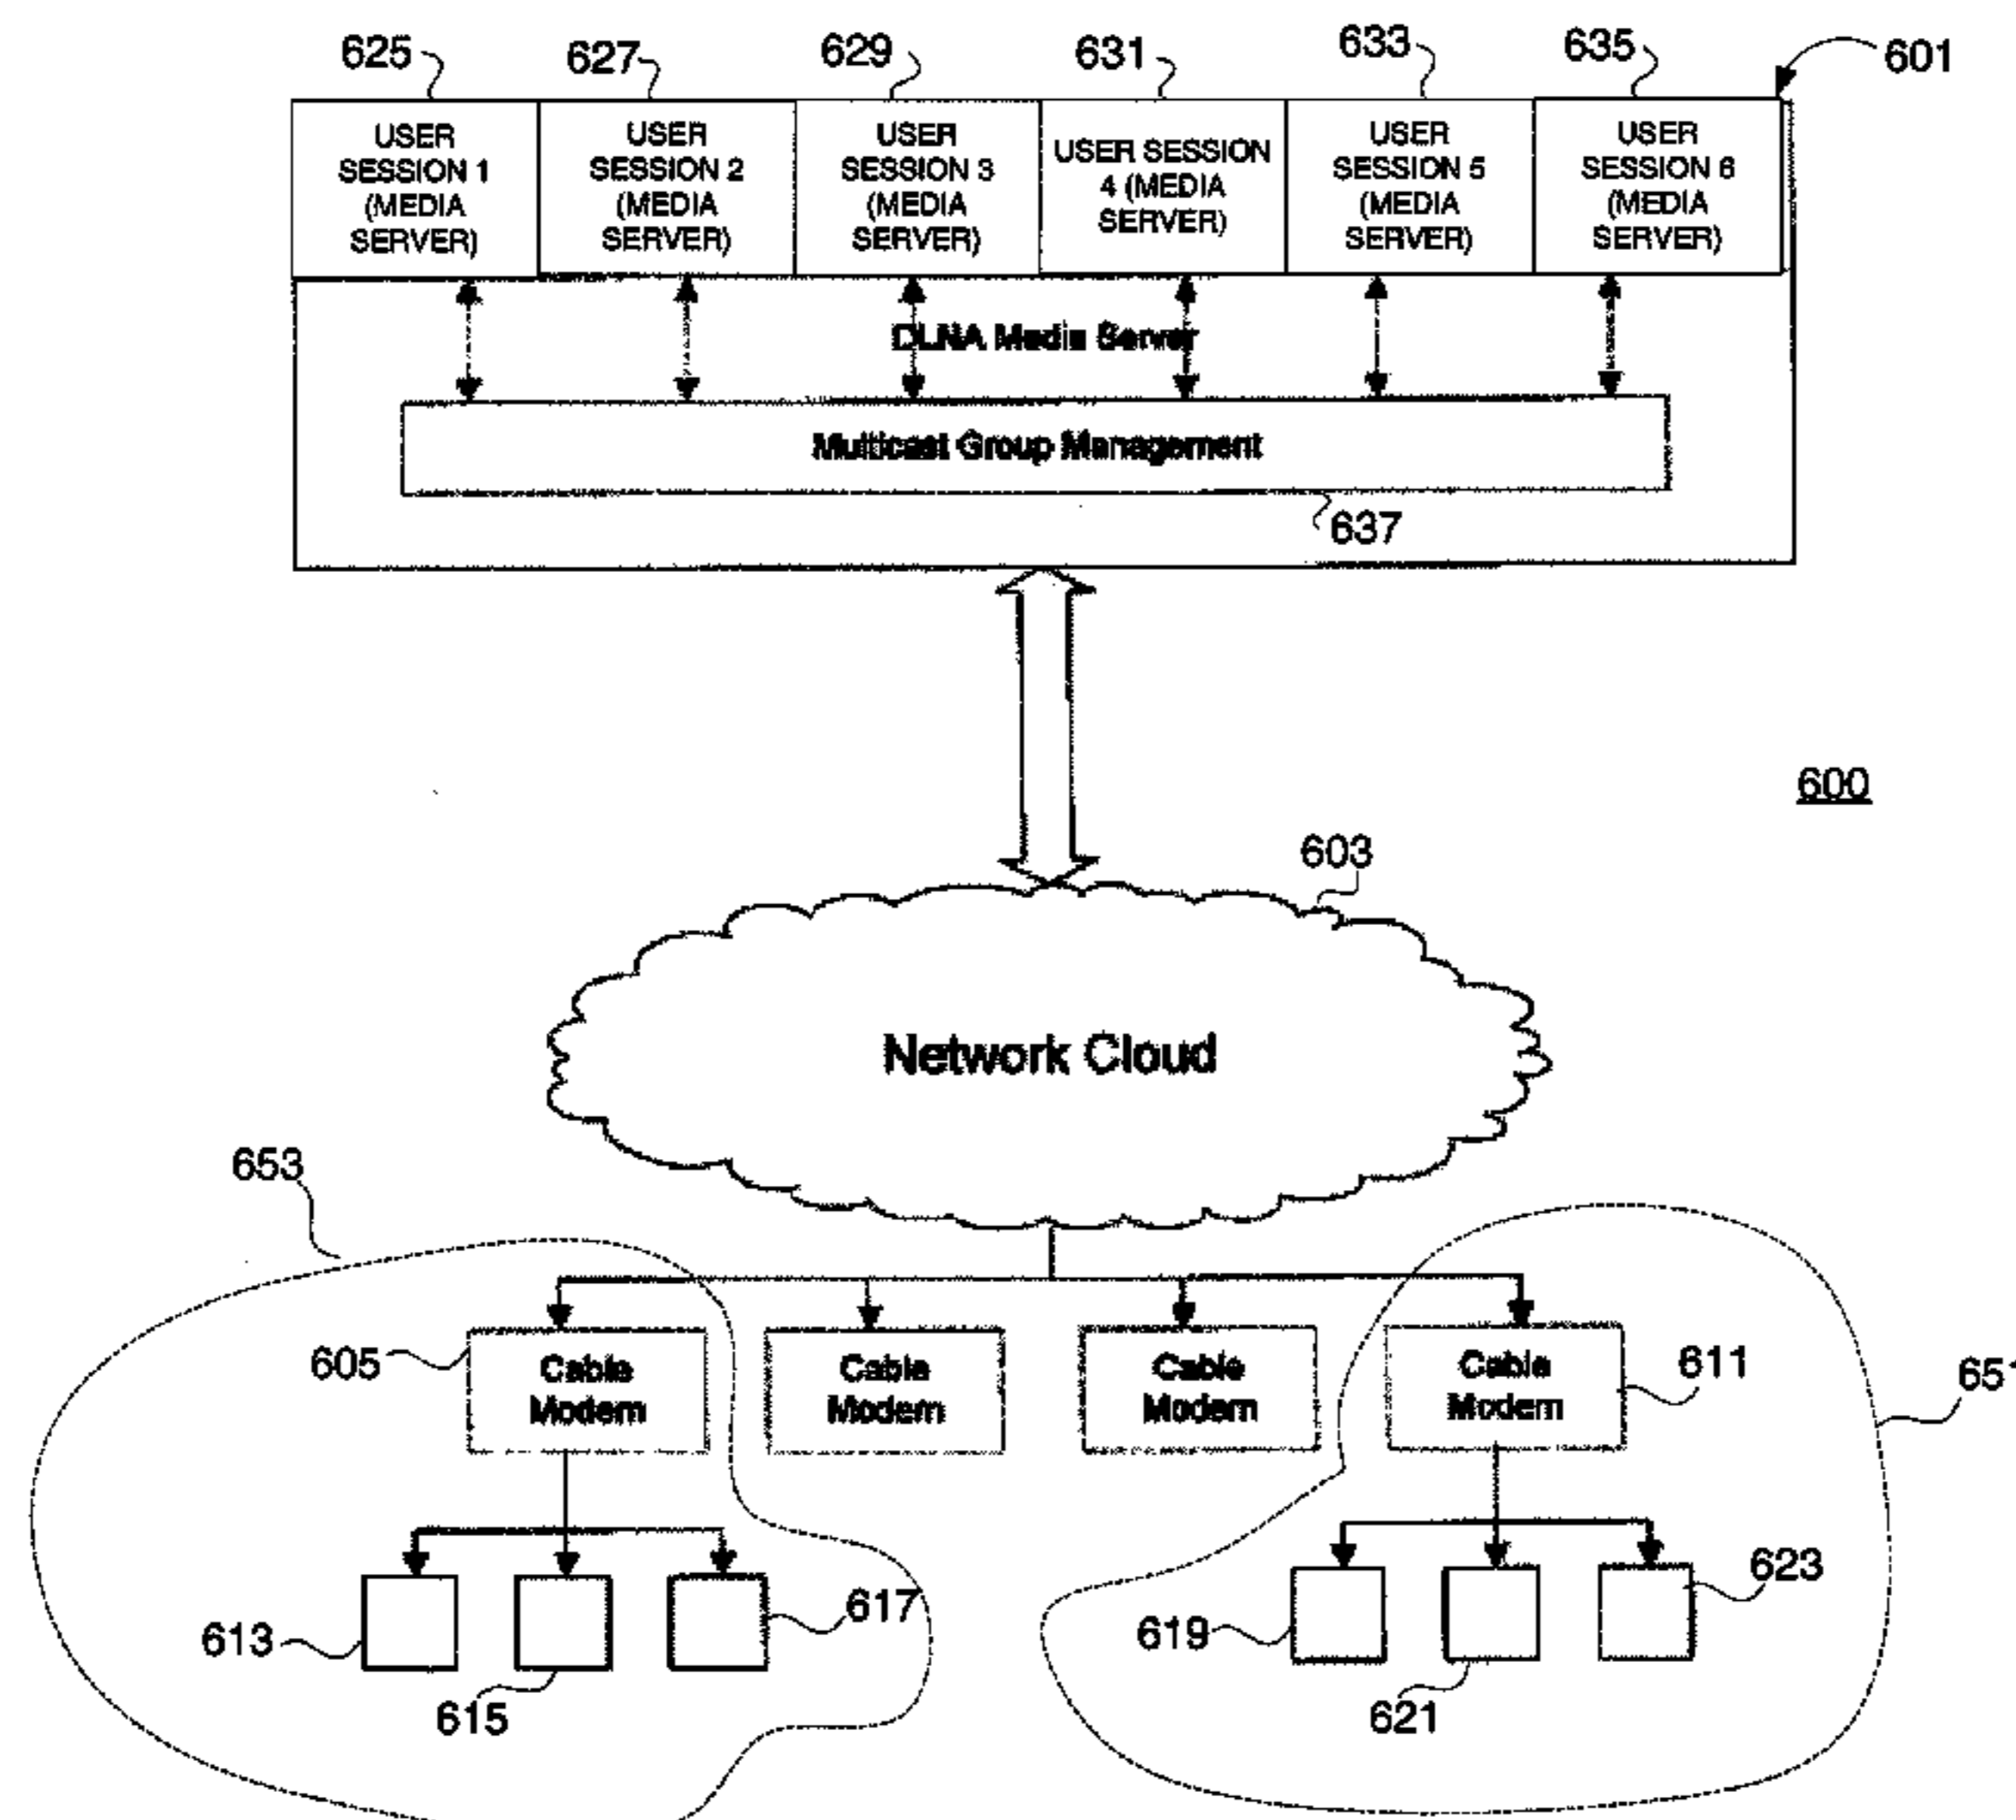 625
627
629
631
633
635
601
USER
SESSION 1
(MEDIA
SERVER)
USER
SESSION 2
(MEDIA
SERVER)
USER
SESSION 3
(MEDIA
SERVER)
USER SESSION
4 (MEDIA
SERVER)
USER
SESSION 5
(MEDIA
SERVER)
USER
SESSION 6
(MEDIA
SERVER)
DLNA Media Server
Multicast Group Management
637
600
603
Network Cloud
653
605
Cable
Modem
Cable
Modem
Cable
Modem
Cable
Modem
611
651
613
615
617
619
621
623